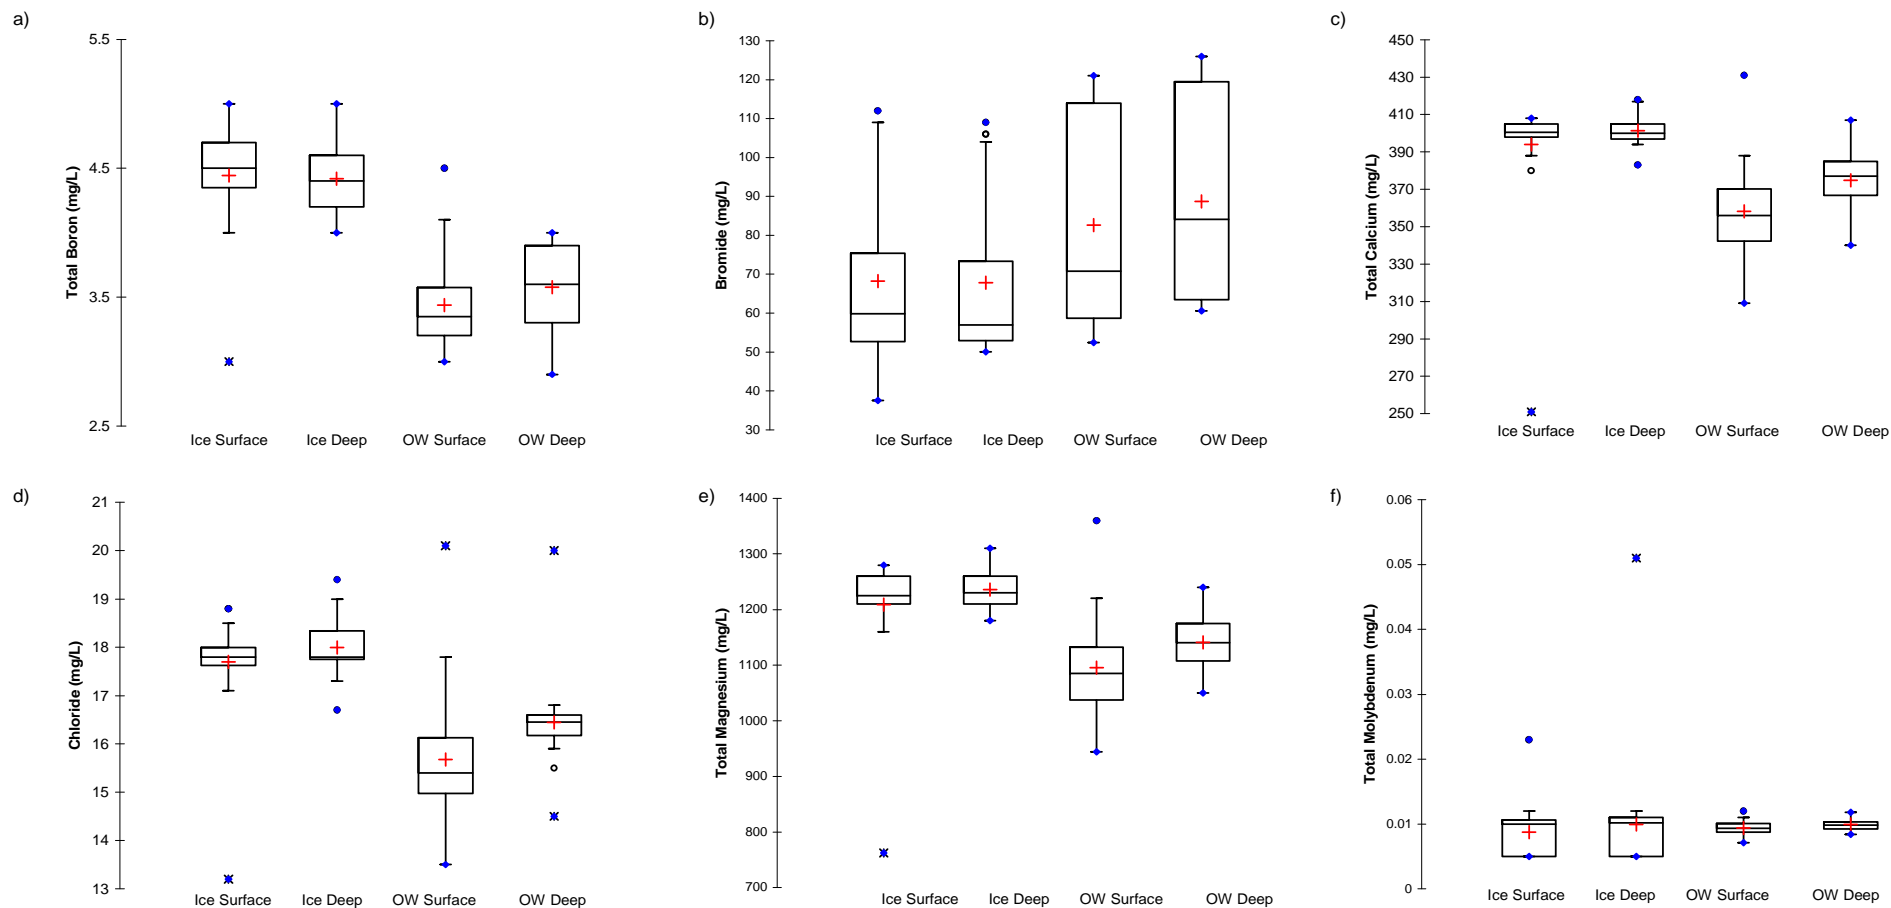 a)
5.5
4.5
3.5
2.5
Total Boron (mg/L)
Ice Surface Ice Deep OW Surface OW Deep
b)
130
120
110
100
90
80
70
60
50
40
30
Bromide (mg/L)
Ice Surface Ice Deep OW Surface OW Deep
c)
450
430
410
390
370
350
330
310
290
270
250
Total Calcium (mg/L)
Ice Surface Ice Deep OW Surface OW Deep
d)
21
20
19
18
17
16
15
14
13
Chloride (mg/L)
Ice Surface Ice Deep OW Surface OW Deep
e)
1400
1300
1200
1100
1000
900
800
700
Total Magnesium (mg/L)
Ice Surface Ice Deep OW Surface OW Deep
f)
0.06
0.05
0.04
0.03
0.02
0.01
0
Total Molybdenum (mg/L)
Ice Surface Ice Deep OW Surface OW Deep